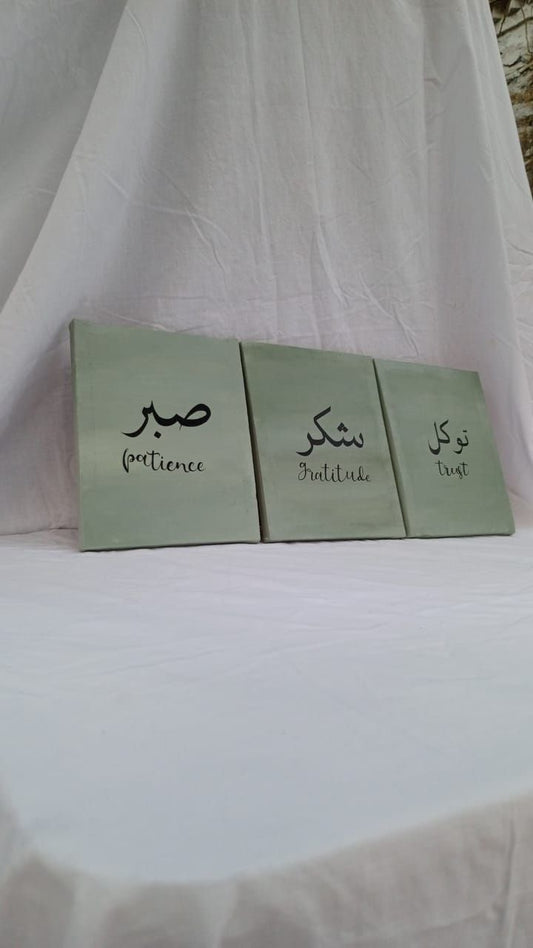 صبر
patience
شكر
gratitude
توكل
trust